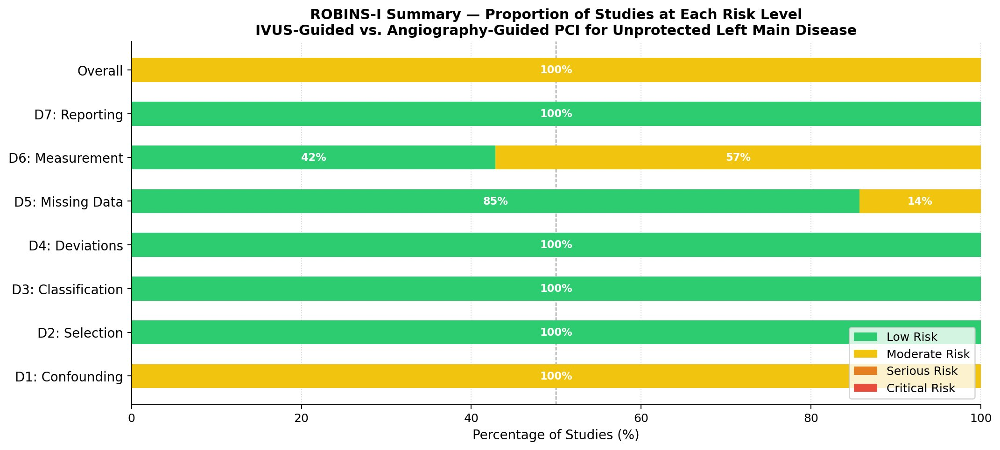 ROBINS-I Summary — Proportion of Studies at Each Risk Level
IVUS-Guided vs. Angiography-Guided PCI for Unprotected Left Main Disease
Overall
100%
D7: Reporting
100%
D6: Measurement
42%
57%
D5: Missing Data
85%
14%
D4: Deviations
100%
D3: Classification
100%
D2: Selection
100%
D1: Confounding
100%
Low Risk
Moderate Risk
Serious Risk
Critical Risk
0
20
40
60
80
100
Percentage of Studies (%)